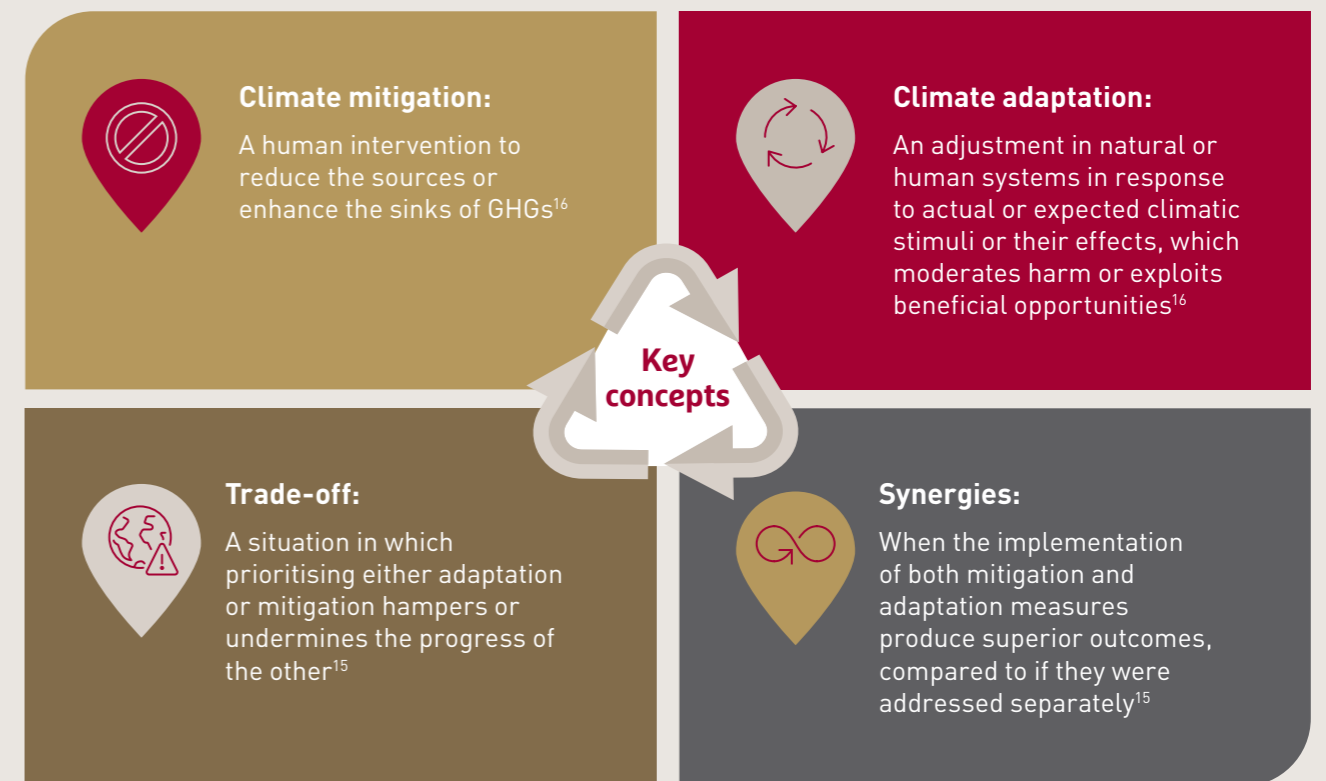 Climate mitigation:
A human intervention to
reduce the sources or
enhance the sinks of GHGs¹⁶
Climate adaptation:
An adjustment in natural or
human systems in response
to actual or expected climatic
stimuli or their effects, which
moderates harm or exploits
beneficial opportunities¹⁶
Key
concepts
Trade-off:
A situation in which
prioritising either adaptation
or mitigation hampers or
undermines the progress of
the other¹⁵
Synergies:
When the implementation
of both mitigation and
adaptation measures
produce superior outcomes,
compared to if they were
addressed separately¹⁵